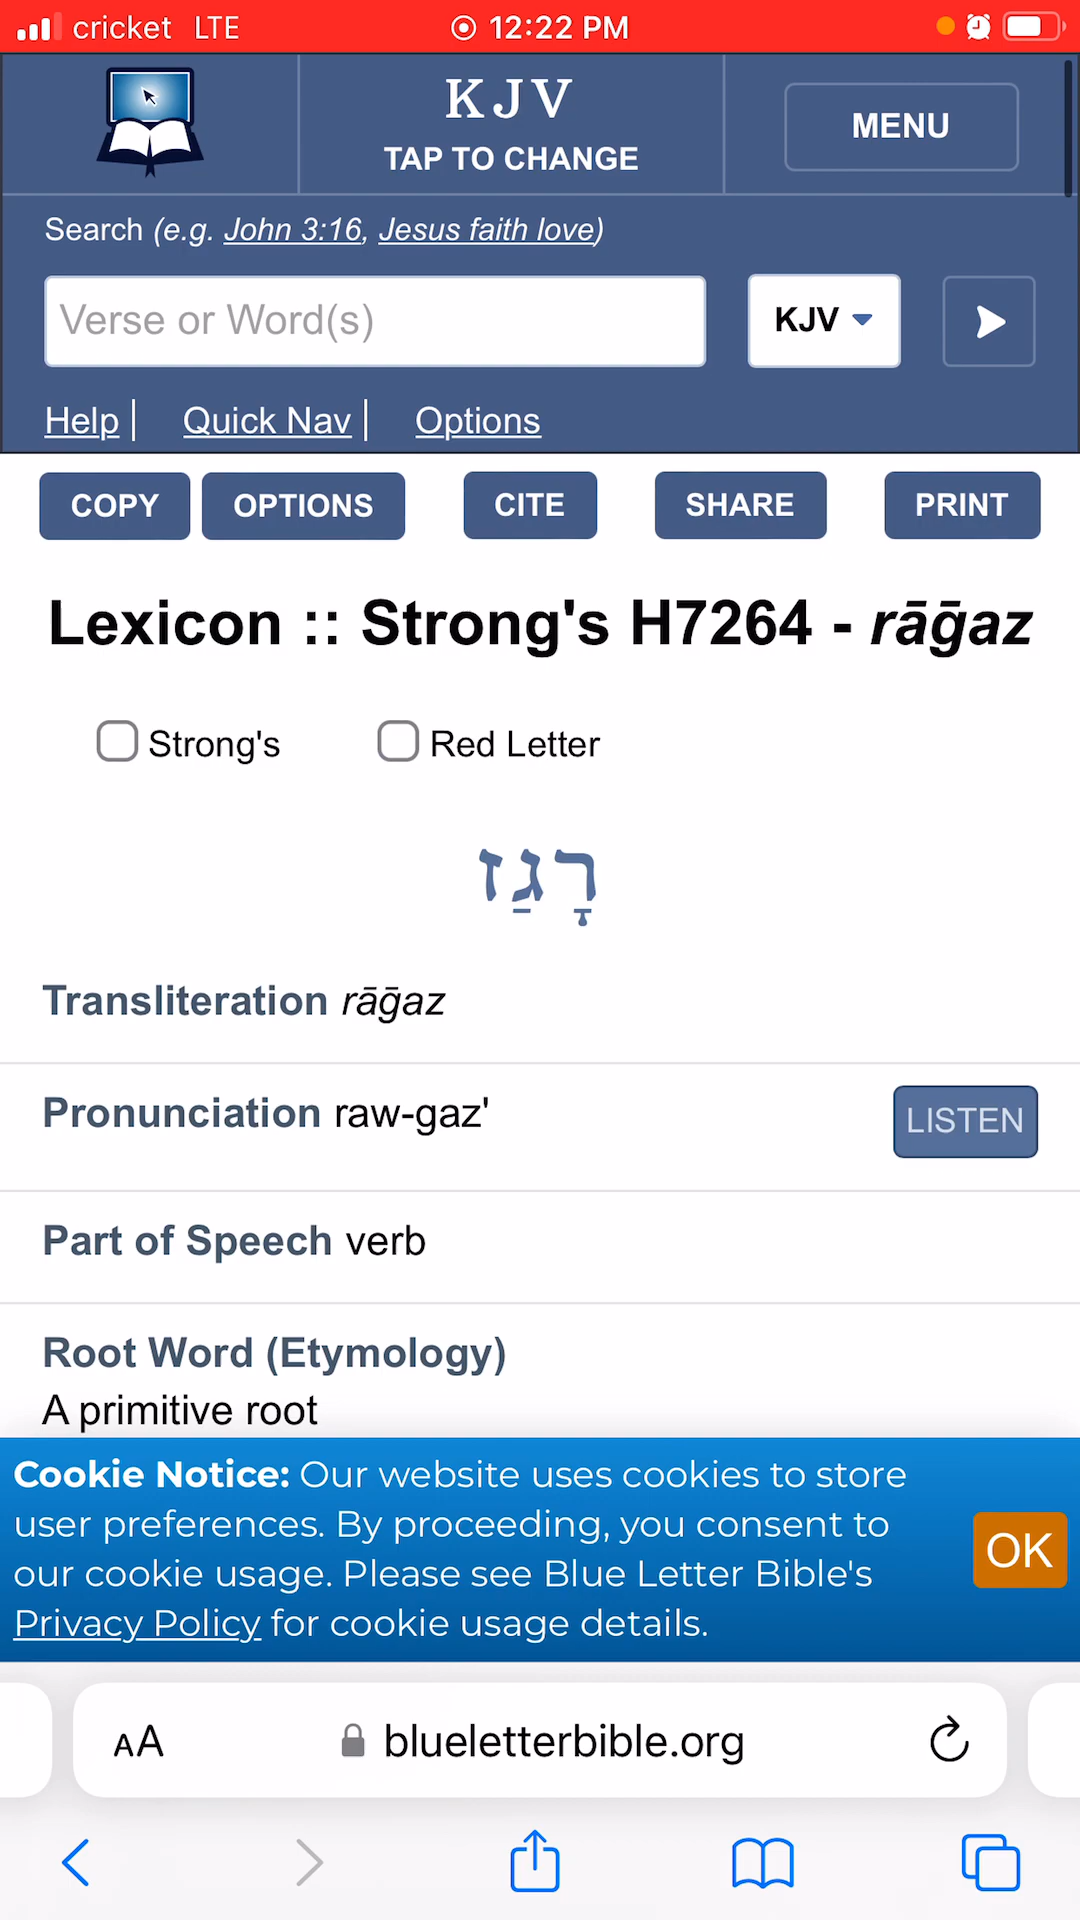 cricket LTE 12:22 PM
KJV
TAP TO CHANGE
MENU
Search (e.g. John 3:16, Jesus faith love)
Verse or Word(s)
KJV
Help | Quick Nav | Options
COPY OPTIONS CITE SHARE PRINT
Lexicon :: Strong's H7264 - rāḡaz
Strong's Red Letter
רָגַז
Transliteration rāḡaz
Pronunciation raw-gaz'
LISTEN
Part of Speech verb
Root Word (Etymology)
A primitive root
Cookie Notice: Our website uses cookies to store
user preferences. By proceeding, you consent to
our cookie usage. Please see Blue Letter Bible's
Privacy Policy for cookie usage details.
OK
AA blueletterbible.org